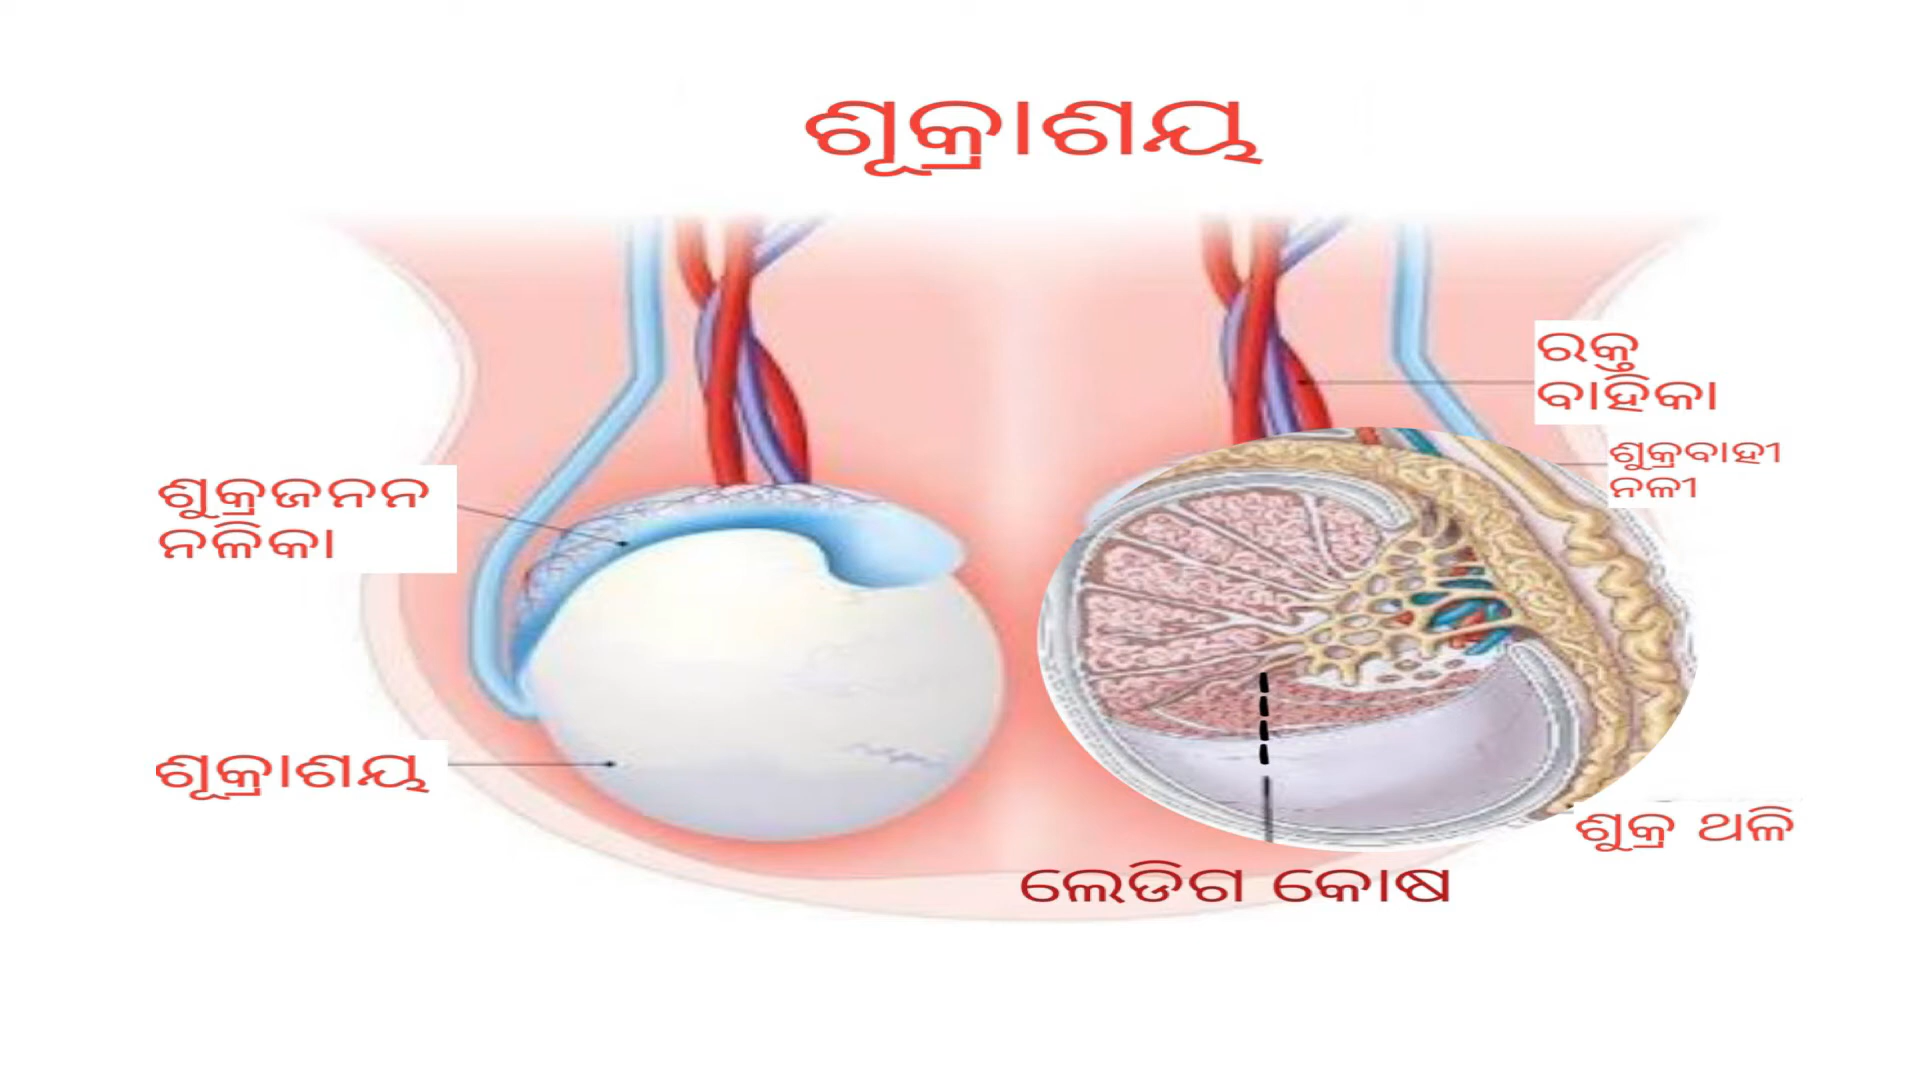 ଶୂକ୍ରାଶୟ
ରକ୍ତ
ବାହିକା
ଶୁକ୍ରବାହୀ
ନଳୀ
ଶୁକ୍ରଜନନ
ନଳିକା
ଶୂକ୍ରାଶୟ
ଶୁକ୍ର ଥଳି
ଲେଡିଗ କୋଷ